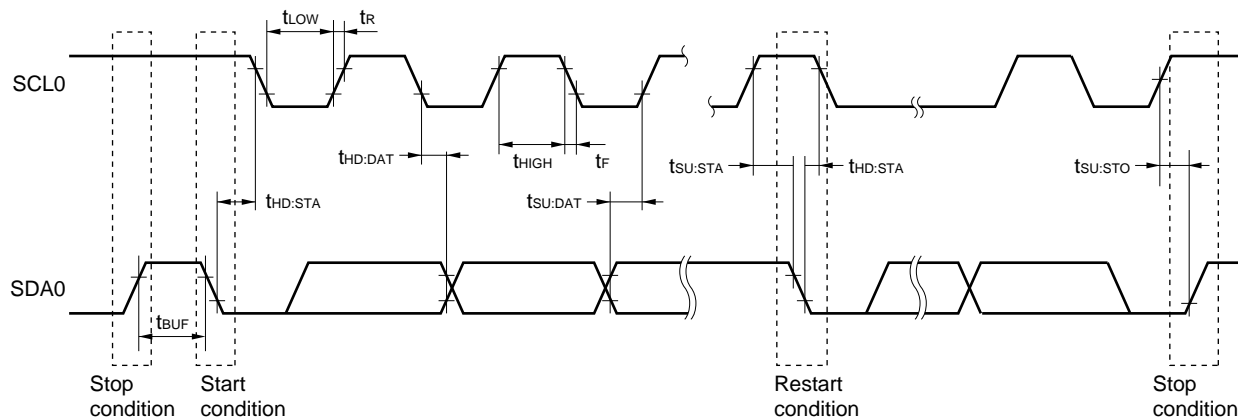 tLOW
tR
SCL0
tHD:DAT
tHIGH
tF
tSU:STA
tHD:STA
tSU:STO
tHD:STA
tSU:DAT
SDA0
tBUF
Stop
condition
Start
condition
Restart
condition
Stop
condition